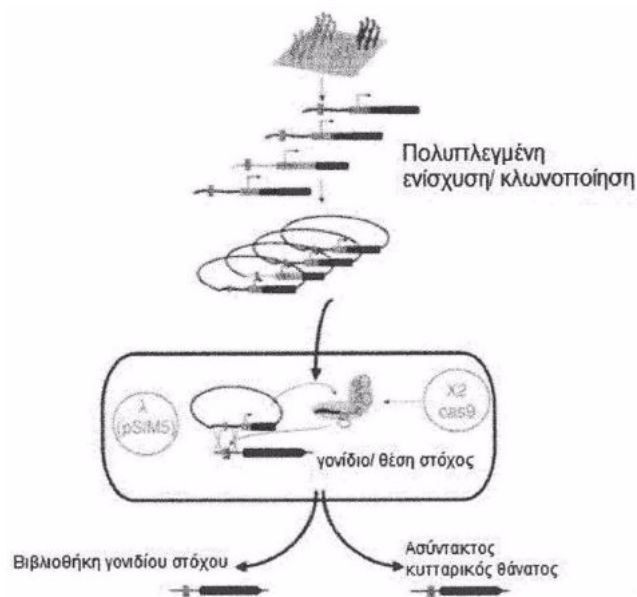 Πολυπλεγμένη
ενίσχυση/ κλωνοποίηση
λ
(pSIM5)
X2
cas9
γονίδιο/ θέση στόχος
Βιβλιοθήκη γονιδίου στόχου
Ασύντακτος
κυτταρικός θάνατος